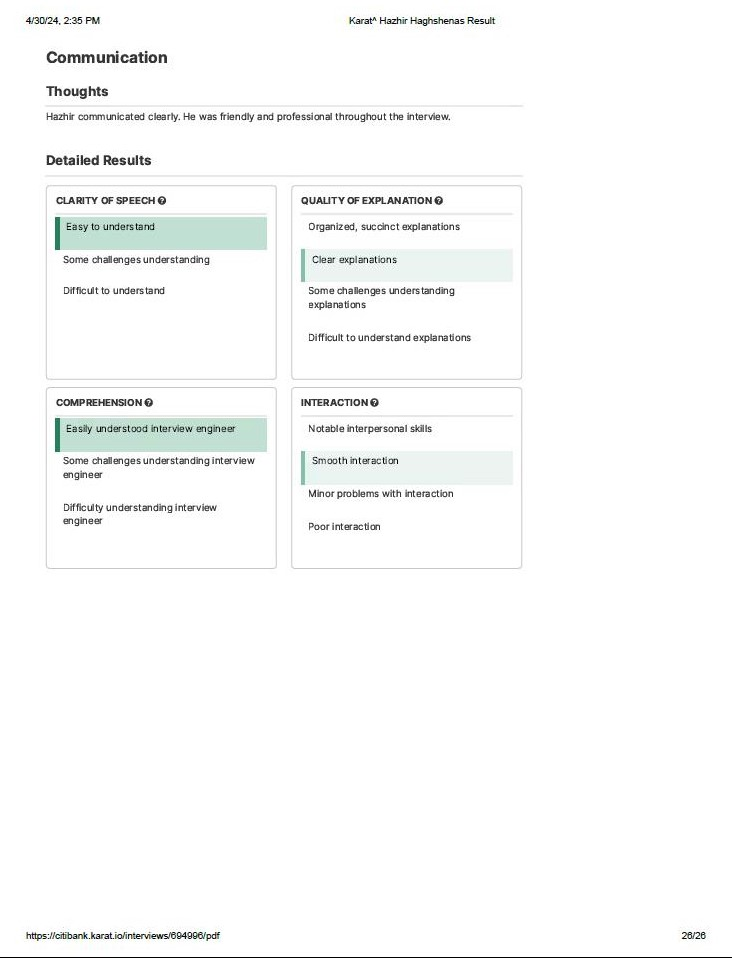 4/30/24, 2:35 PM
Karat^ Hazhir Haghshenas Result
Communication
Thoughts
Hazhir communicated clearly. He was friendly and professional throughout the interview.
Detailed Results
CLARITY OF SPEECH
Easy to understand
Some challenges understanding
Difficult to understand
QUALITY OF EXPLANATION
Organized, succinct explanations
Clear explanations
Some challenges understanding
explanations
Difficult to understand explanations
COMPREHENSION
Easily understood interview engineer
Some challenges understanding interview
engineer
Difficulty understanding interview
engineer
INTERACTION
Notable interpersonal skills
Smooth interaction
Minor problems with interaction
Poor interaction
https://citibank.karat.io/interviews/694996/pdf
26/26